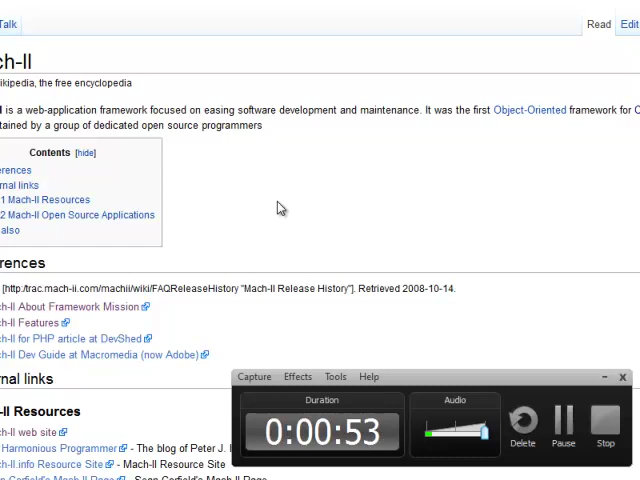 Talk
Read Edit
ch-II
ikipedia, the free encyclopedia
I is a web-application framework focused on easing software development and maintenance. It was the first Object-Oriented framework for C
tained by a group of dedicated open source programmers
Contents [hide]
erences
rnal links
1 Mach-II Resources
2 Mach-II Open Source Applications
also
rences
[http:/trac.mach-ii.com/machii/wiki/FAQReleaseHistory "Mach-II Release History"]. Retrieved 2008-10-14.
ch-II About Framework Mission
ch-II Features
ch-II for PHP article at DevShed
ch-II Dev Guide at Macromedia (now Adobe)
rnal links
-II Resources
ch-II web site
Harmonious Programmer - The blog of Peter J.
ch-II.info Resource Site - Mach-II Resource Site
Capture Effects Tools Help
Duration
0:00:53
Audio
Delete Pause Stop